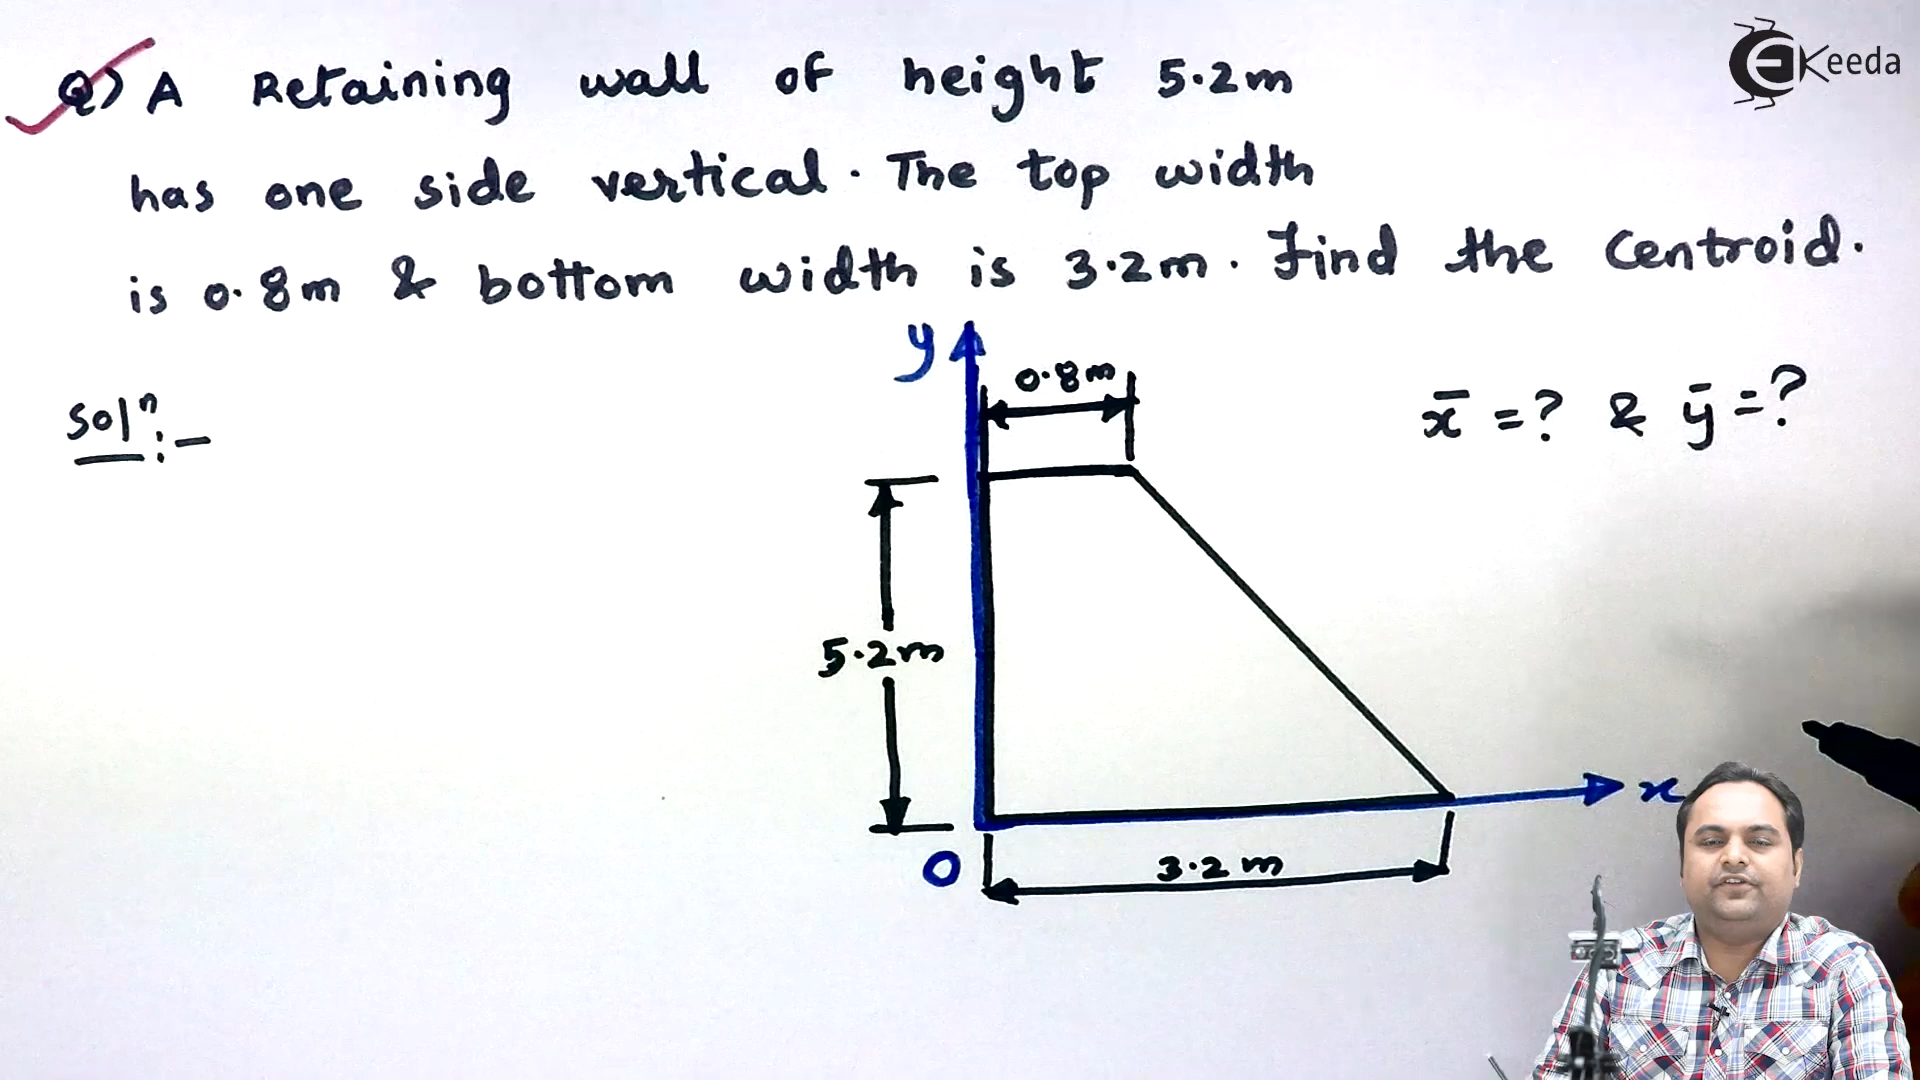 EKeeda
Q) A Retaining wall of height 5.2m
has one side vertical. The top width
is 0.8m & bottom width is 3.2m. Find the centroid.
y
0.8m
x̄ =? & ȳ =?
Solⁿ:-
5.2m
x
O
3.2m